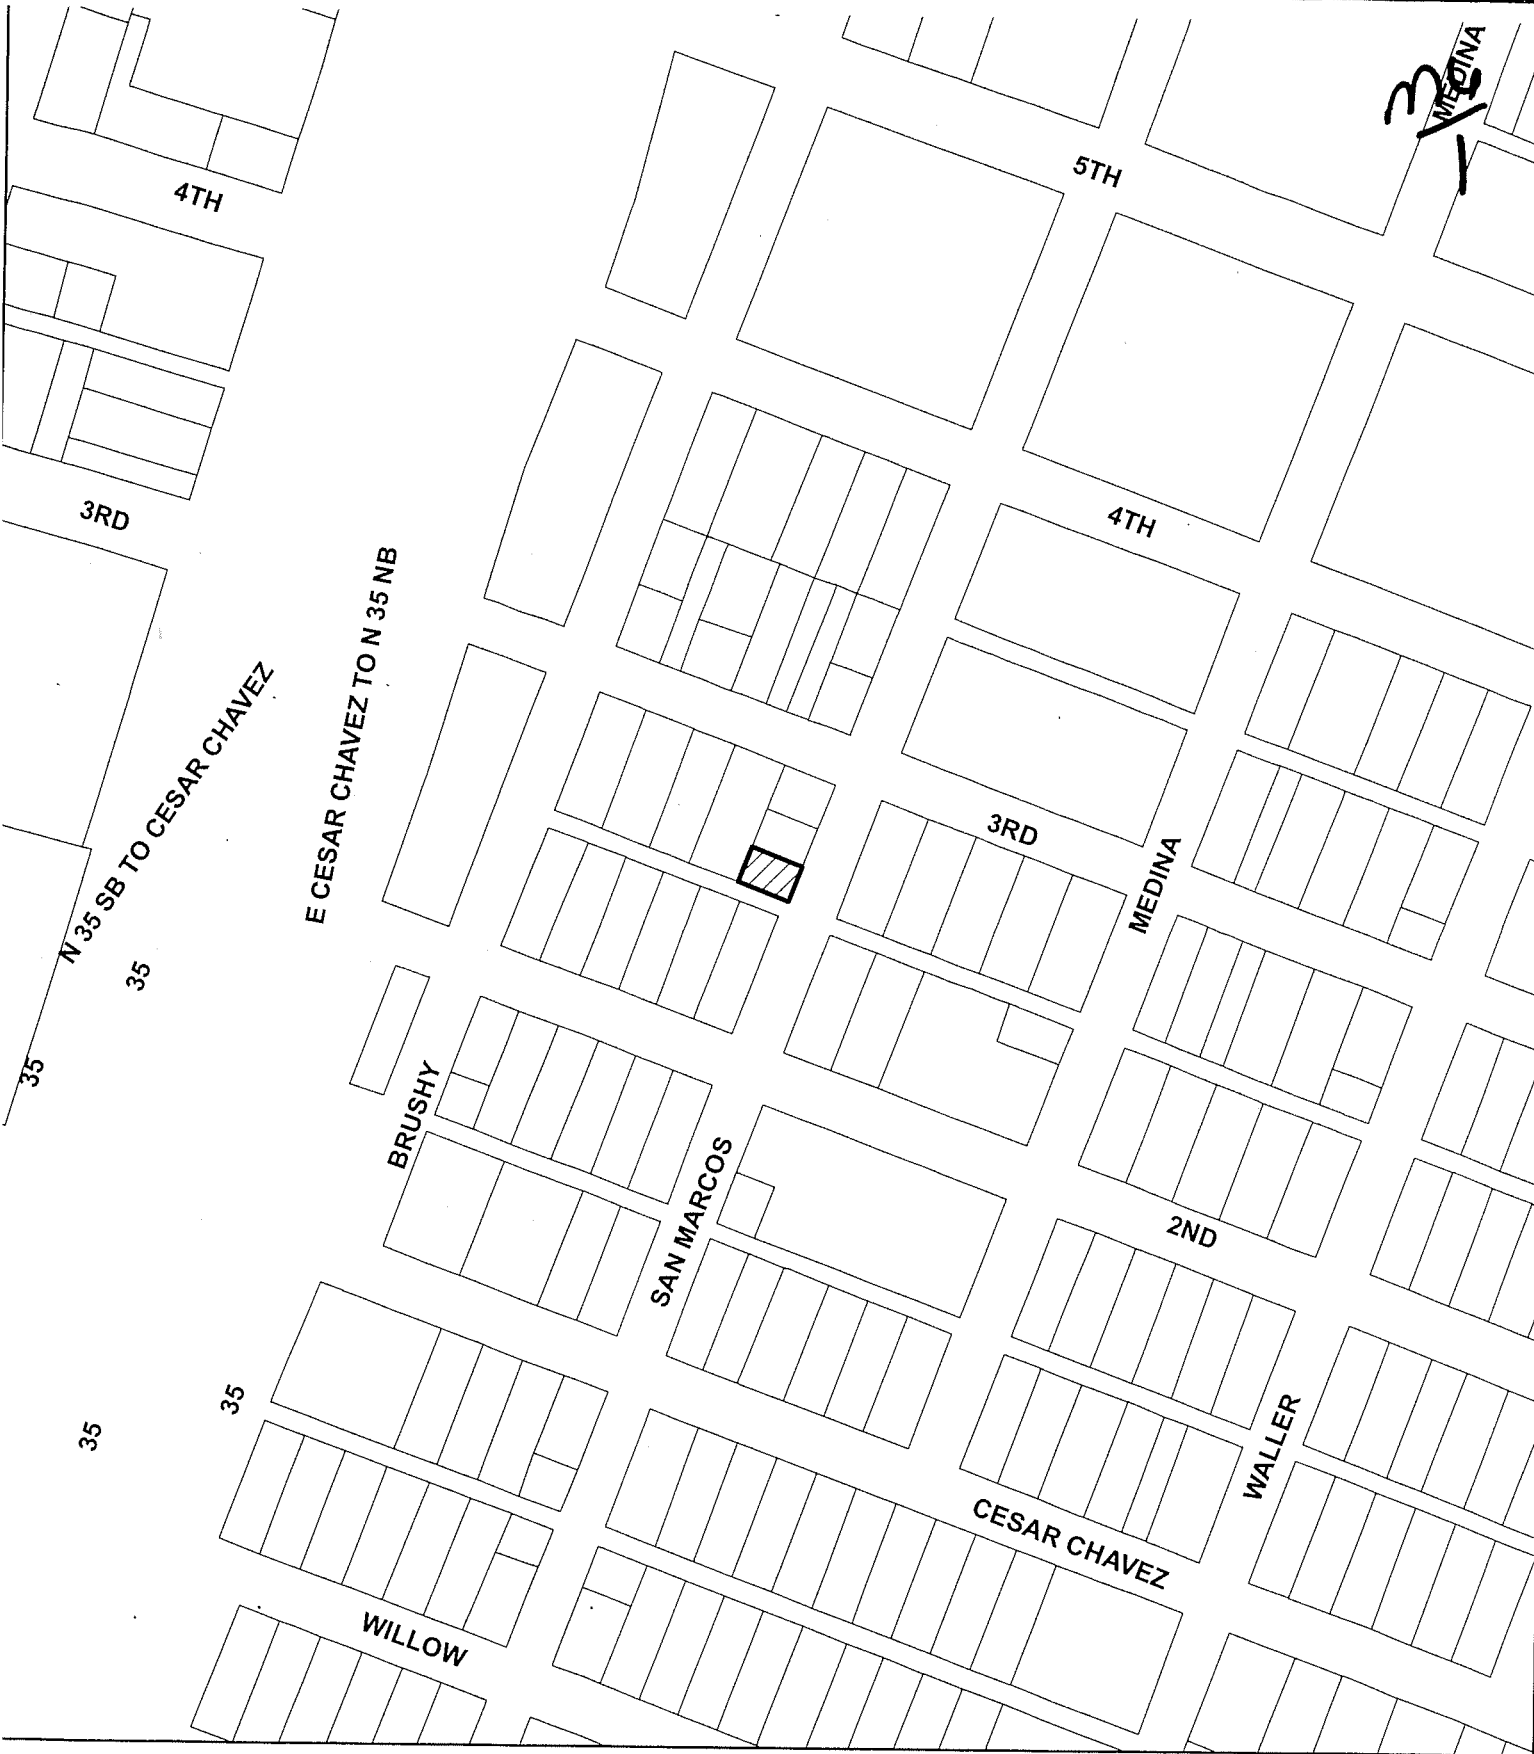 MEDINA
5TH
4TH
3RD
4TH
E CESAR CHAVEZ TO N 35 NB
N 35 SB TO CESAR CHAVEZ
3RD
MEDINA
35
35
BRUSHY
SAN MARCOS
2ND
35
35
WALLER
CESAR CHAVEZ
WILLOW